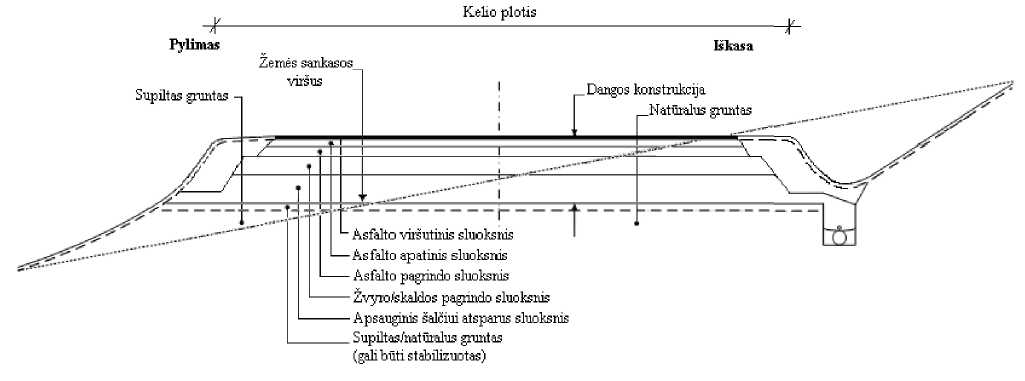 Kelio plotis
Pylimas
Iškasa
Žemės sankasos
viršus
Supiltas gruntas
Dangos konstrukcija
Natūralus gruntas
Asfalto viršutinis sluoksnis
Asfalto apatinis sluoksnis
Asfalto pagrindo sluoksnis
Žvyro/skaldos pagrindo sluoksnis
Apsauginis šalčiui atsparus sluoksnis
Supiltas/natūralus gruntas
(gali būti stabilizuotas)